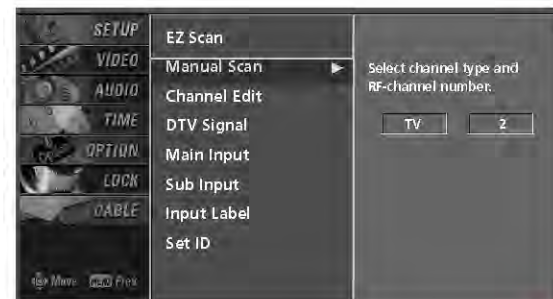 SETUP
VIDEO
AUDIO
TIME
OPTION
LOCK
CABLE
Move MENU Prev
EZ Scan
Manual Scan ▶
Channel Edit
DTV Signal
Main Input
Sub Input
Input Label
Set ID
Select channel type and
RF-channel number.
TV 2